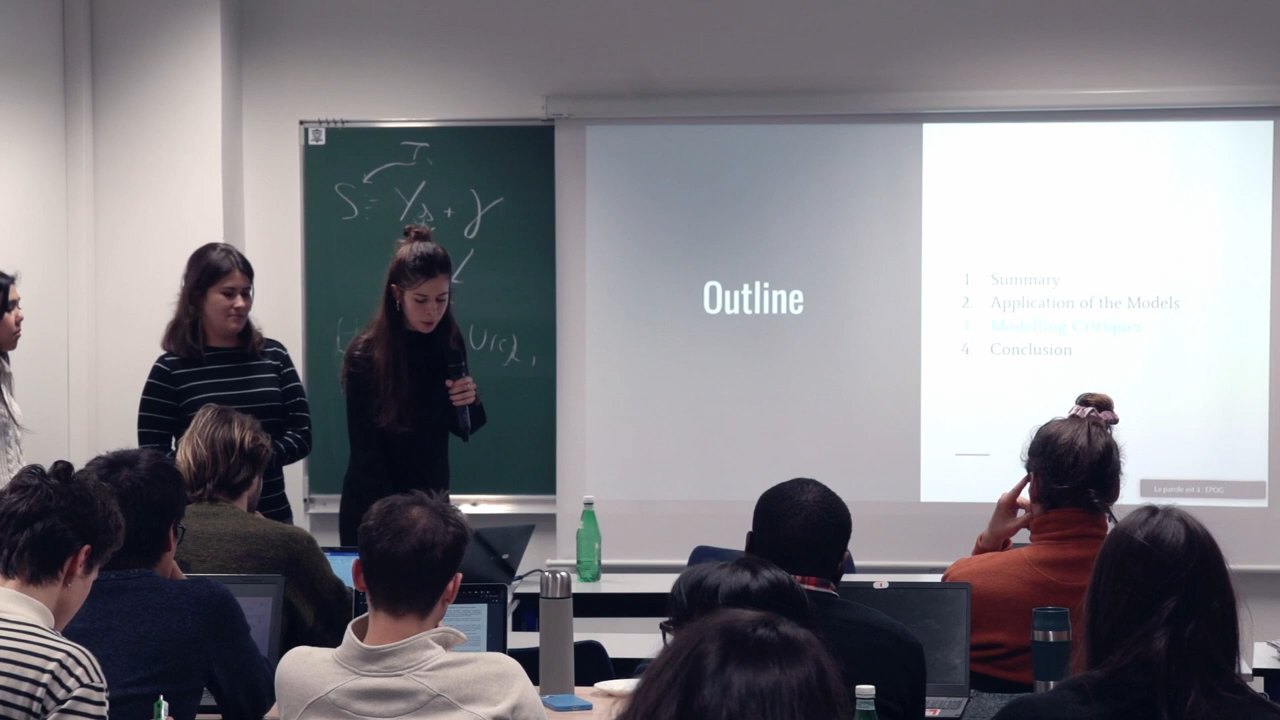 S = Y
+ γ
L
U(c),
Outline
1. Summary
2. Application of the Models
3. Modelling Critiques
4. Conclusion
La parole est à : EPOG